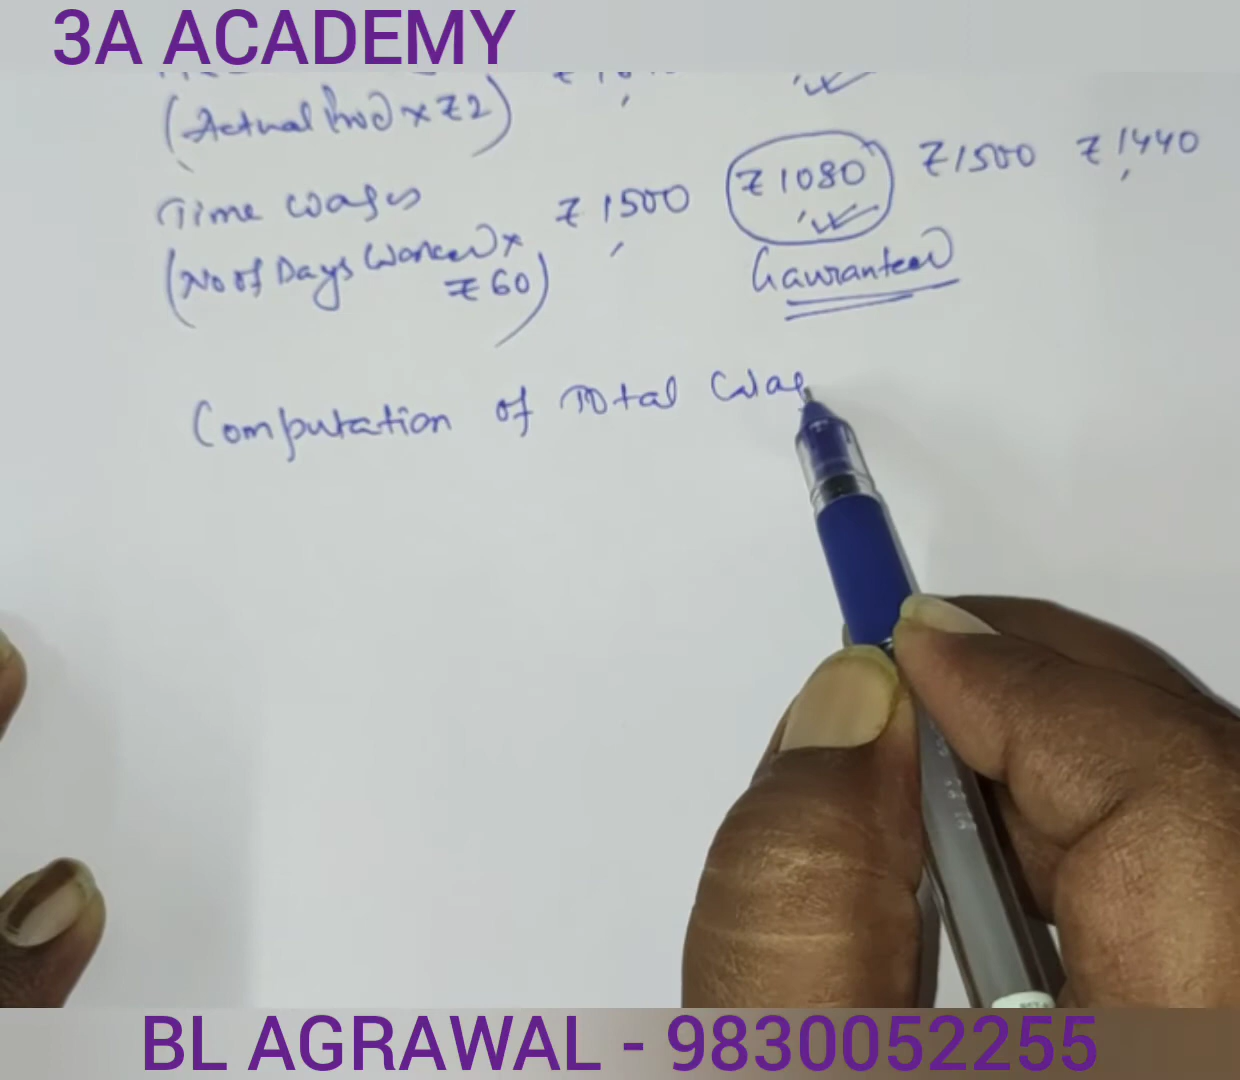 3A ACADEMY
(Actual Prod x ₹2)
Time Wages ₹1500 ₹1080 ₹1500 ₹1440
(No of Days Worked x ₹60)
Gauranteed
Computation of Total Wag
BL AGRAWAL - 9830052255